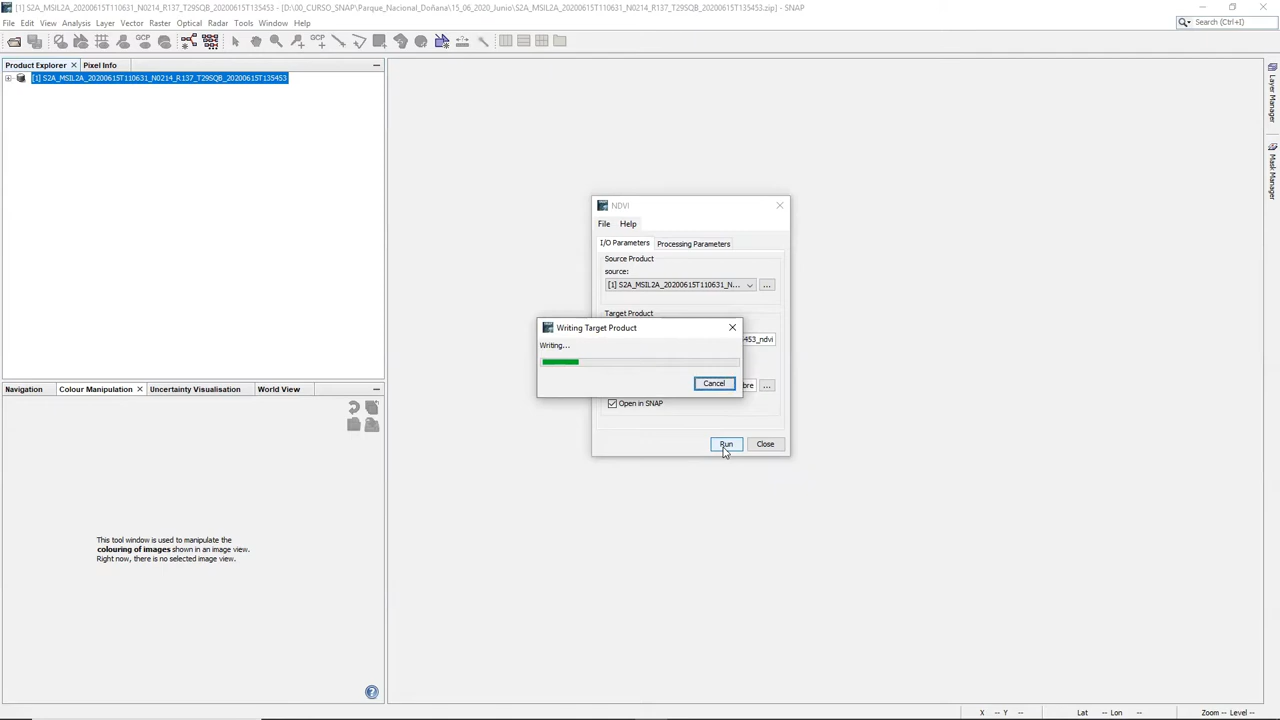 [1] S2A_MSIL2A_20200615T110631_N0214_R137_T29SQB_20200615T135453 - [D:\00_CURSO_SNAP\Parque_Nacional_Doñana\15_06_2020_Junio\S2A_MSIL2A_20200615T110631_N0214_R137_T29SQB_20200615T135453.zip] - SNAP
File Edit View Analysis Layer Vector Raster Optical Radar Tools Window Help
Search (Ctrl+I)
GCP
GCP
Product Explorer Pixel Info
[1] S2A_MSIL2A_20200615T110631_N0214_R137_T29SQB_20200615T135453
Layer Manager
Mask Manager
NDVI
File Help
I/O Parameters Processing Parameters
Source Product
source:
[1] S2A_MSIL2A_20200615T110631_N... ...
Target Product
453_ndvi
Writing Target Product
Writing...
Cancel
bre ...
Open in SNAP
Run Close
Navigation Colour Manipulation Uncertainty Visualisation World View
This tool window is used to manipulate the
colouring of images shown in an image view.
Right now, there is no selected image view.
X -- Y -- Lat -- Lon -- Zoom -- Level --